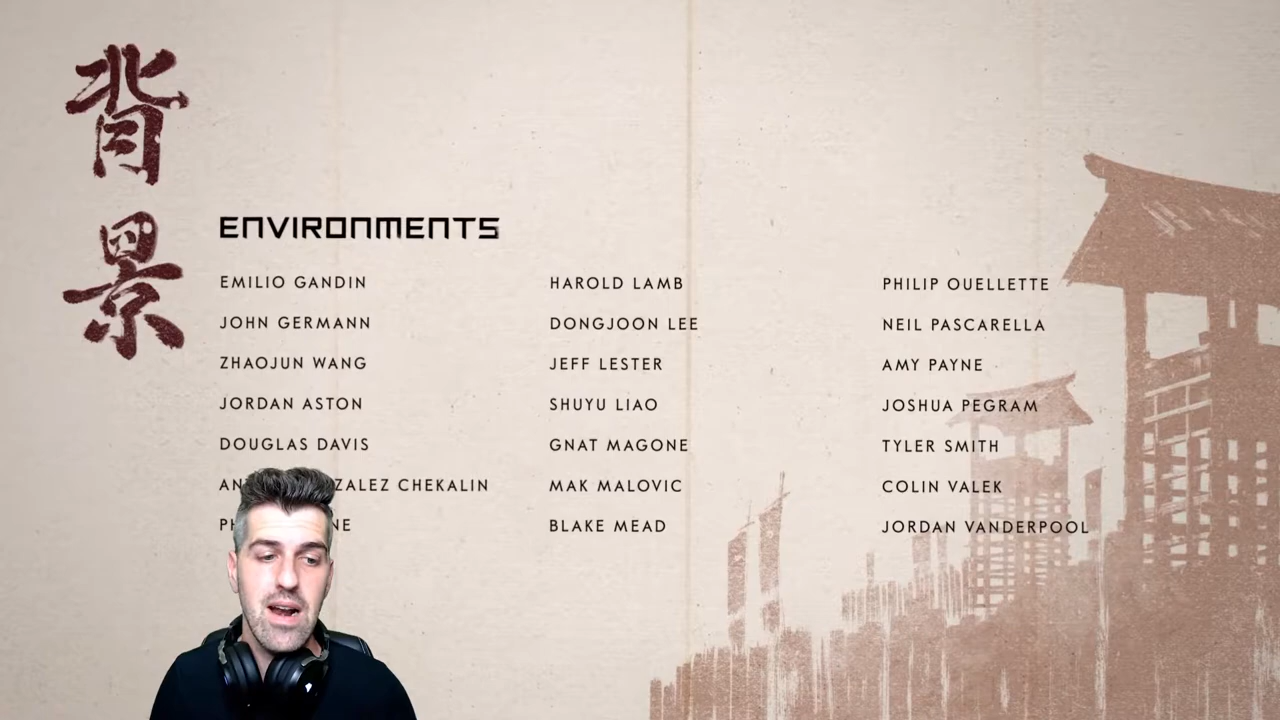 背景
ENVIRONMENTS
EMILIO GANDIN
JOHN GERMANN
ZHAOJUN WANG
JORDAN ASTON
DOUGLAS DAVIS
CHEKALIN
HAROLD LAMB
DONGJOON LEE
JEFF LESTER
SHUYU LIAO
GNAT MAGONE
MAK MALOVIC
BLAKE MEAD
PHILIP OUELLETTE
NEIL PASCARELLA
AMY PAYNE
JOSHUA PEGRAM
TYLER SMITH
COLIN VALEK
JORDAN VANDERPOOL